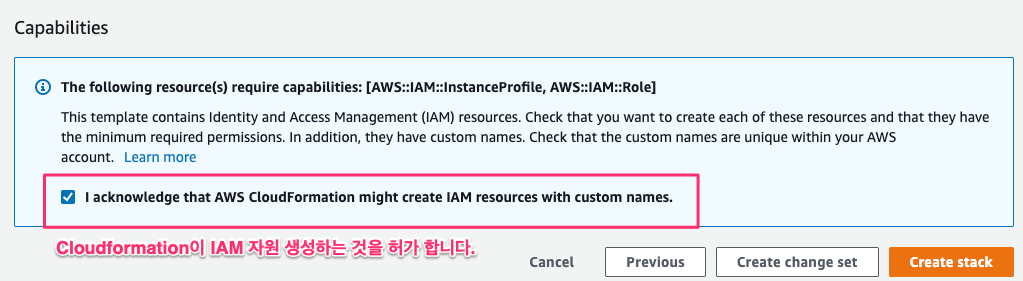 Capabilities
The following resource(s) require capabilities: [AWS::IAM::InstanceProfile, AWS::IAM::Role]
This template contains Identity and Access Management (IAM) resources. Check that you want to create each of these resources and that they have
the minimum required permissions. In addition, they have custom names. Check that the custom names are unique within your AWS
account. Learn more
I acknowledge that AWS CloudFormation might create IAM resources with custom names.
Cloudformation이 IAM 자원 생성하는 것을 허가 합니다.
Cancel Previous Create change set Create stack